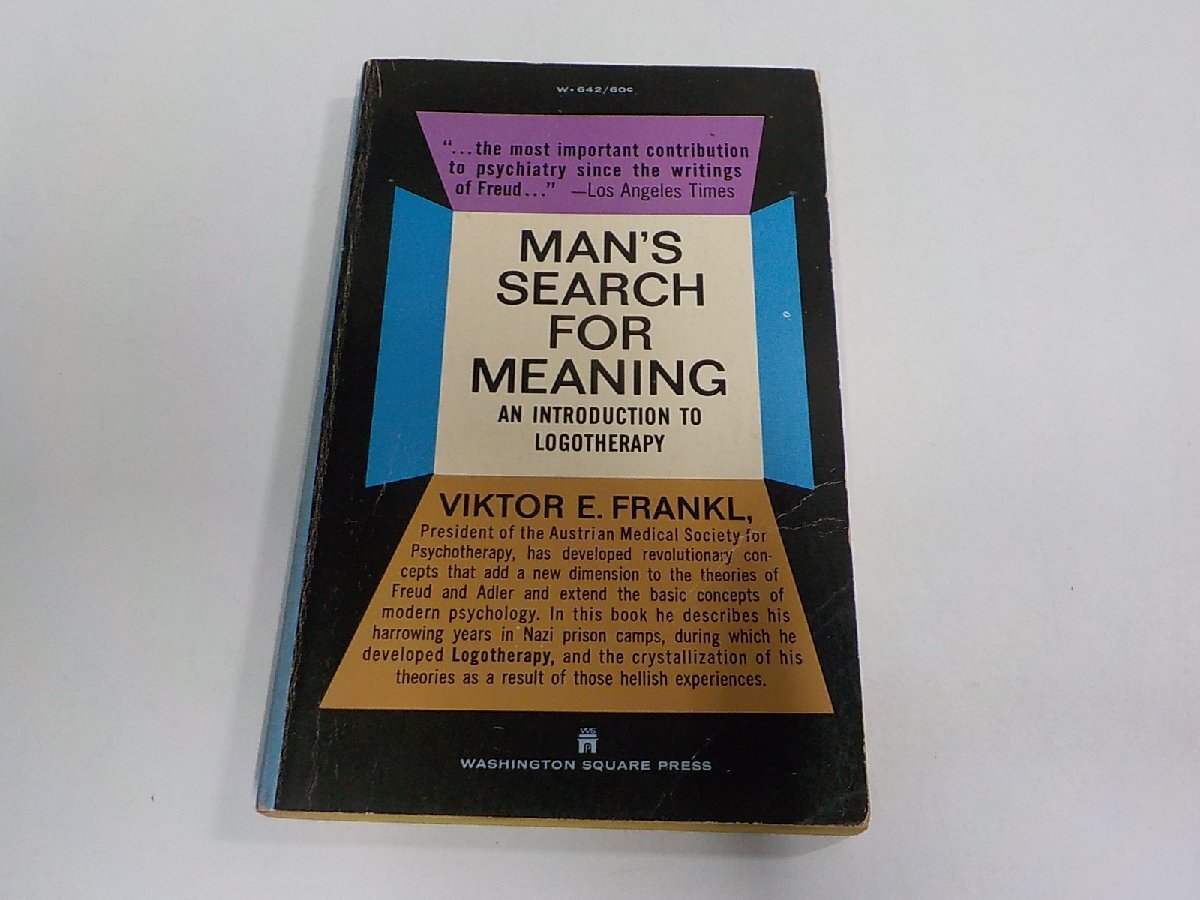 W•642/60c
"...the most important contribution
to psychiatry since the writings
of Freud..." —Los Angeles Times
MAN'S
SEARCH
FOR
MEANING
AN INTRODUCTION TO
LOGOTHERAPY
VIKTOR E. FRANKL,
President of the Austrian Medical Society for
Psychotherapy, has developed revolutionary con-
cepts that add a new dimension to the theories of
Freud and Adler and extend the basic concepts of
modern psychology. In this book he describes his
harrowing years in Nazi prison camps, during which he
developed Logotherapy, and the crystallization of his
theories as a result of those hellish experiences.
WS
WASHINGTON SQUARE PRESS